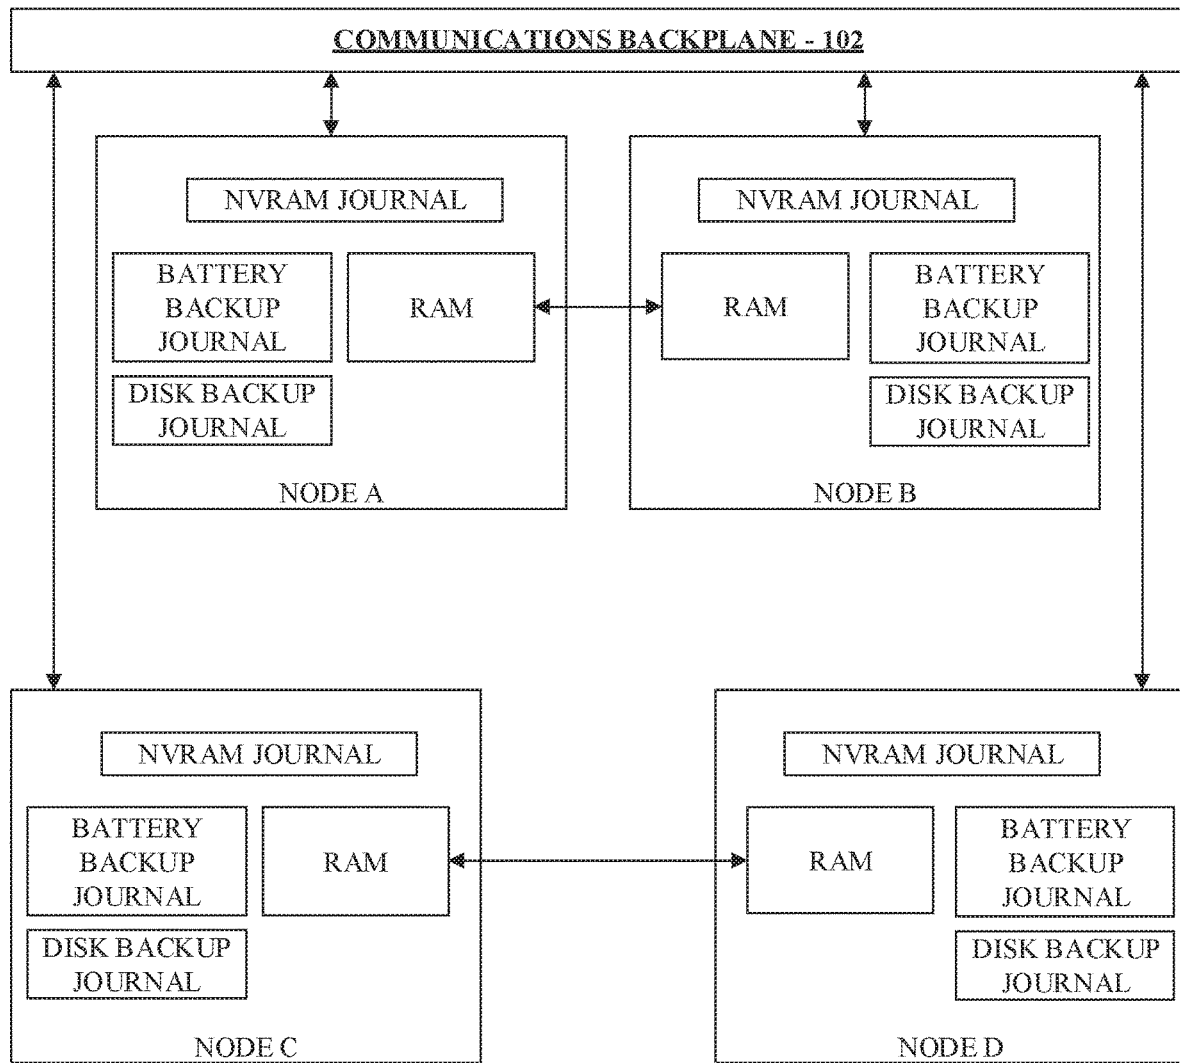 COMMUNICATIONS BACKPLANE - 102
NVRAM JOURNAL
BATTERY
BACKUP
JOURNAL
RAM
DISK BACKUP
JOURNAL
NODE A
NVRAM JOURNAL
RAM
BATTERY
BACKUP
JOURNAL
DISK BACKUP
JOURNAL
NODE B
NVRAM JOURNAL
BATTERY
BACKUP
JOURNAL
RAM
DISK BACKUP
JOURNAL
NODE C
NVRAM JOURNAL
RAM
BATTERY
BACKUP
JOURNAL
DISK BACKUP
JOURNAL
NODE D